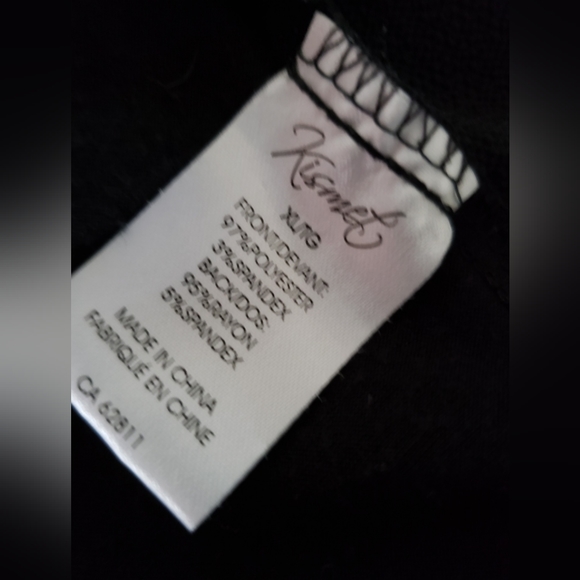 Kismet
XL/TG
FRONT/DEVANT:
97%POLYESTER
3%SPANDEX
BACK/DOS:
95%RAYON
5%SPANDEX
MADE IN CHINA
FABRIQUE EN CHINE
CA 62811